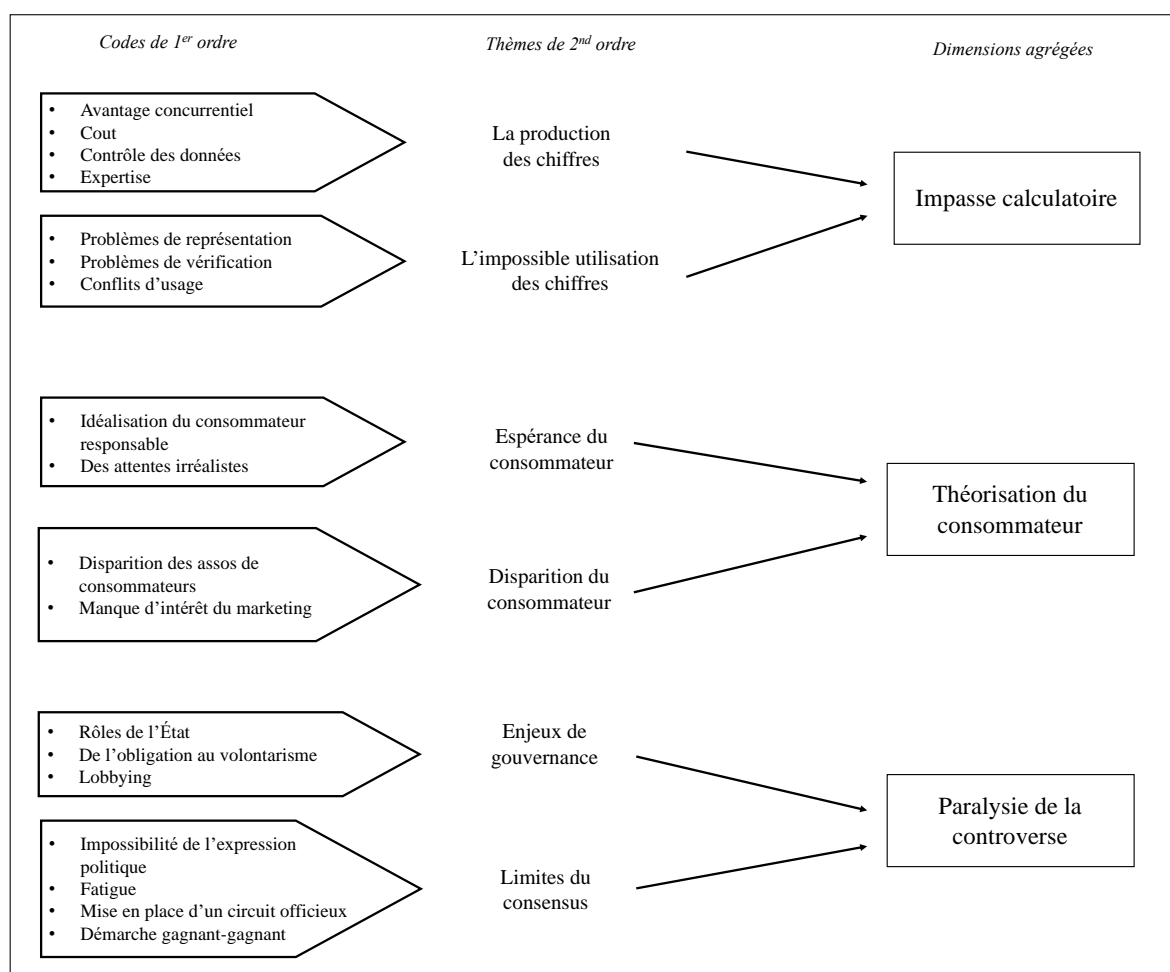 Codes de 1er ordre
Thèmes de 2nd ordre
Dimensions agrégées
• Avantage concurrentiel
• Cout
• Contrôle des données
• Expertise
La production
des chiffres
Impasse calculatoire
• Problèmes de représentation
• Problèmes de vérification
• Conflits d’usage
L’impossible utilisation
des chiffres
• Idéalisation du consommateur
responsable
• Des attentes irréalistes
Espérance du
consommateur
Théorisation du
consommateur
• Disparition des assos de
consommateurs
• Manque d’intérêt du marketing
Disparition du
consommateur
• Rôles de l’État
• De l’obligation au volontarisme
• Lobbying
Enjeux de
gouvernance
Paralysie de la
controverse
• Impossibilité de l’expression
politique
• Fatigue
• Mise en place d’un circuit officieux
• Démarche gagnant-gagnant
Limites du
consensus